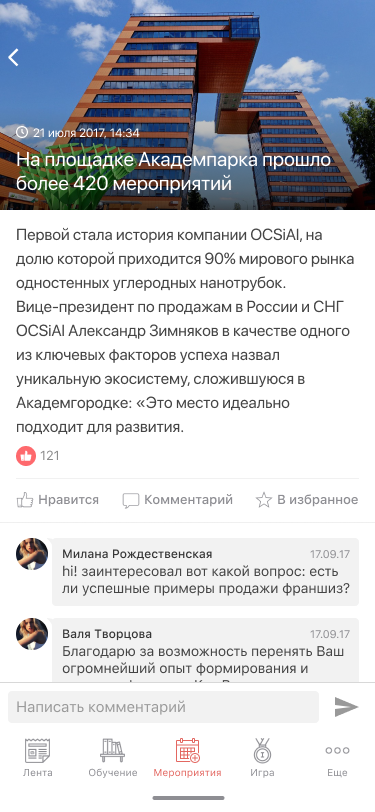 21 июля 2017, 14:34
На площадке Академпарка прошло
более 420 мероприятий
Первой стала история компании OCSiAl, на
долю которой приходится 90% мирового рынка
одностенных углеродных нанотрубок.
Вице-президент по продажам в России и СНГ
OCSiAl Александр Зимняков в качестве одного
из ключевых факторов успеха назвал
уникальную экосистему, сложившуюся в
Академгородке: «Это место идеально
подходит для развития.
121
Нравится
Комментарий
В избранное
Милана Рождественская
17.09.17
hi! заинтересовал вот какой вопрос: есть
ли успешные примеры продажи франшиз?
Валя Творцова
17.09.17
Благодарю за возможность перенять Ваш
огромнейший опыт формирования и
Написать комментарий
Лента
Обучение
Мероприятия
Игра
Еще